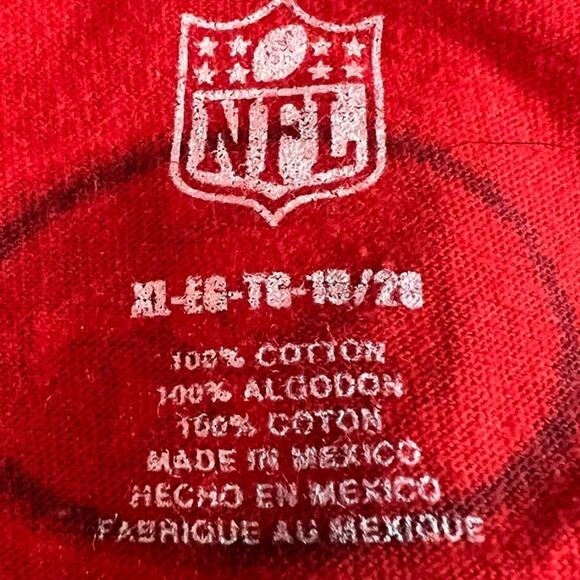 NFL
XL-EG-TG-18/20
100% COTTON
100% ALGODON
100% COTON
MADE IN MEXICO
HECHO EN MEXICO
FABRIQUE AU MEXIQUE